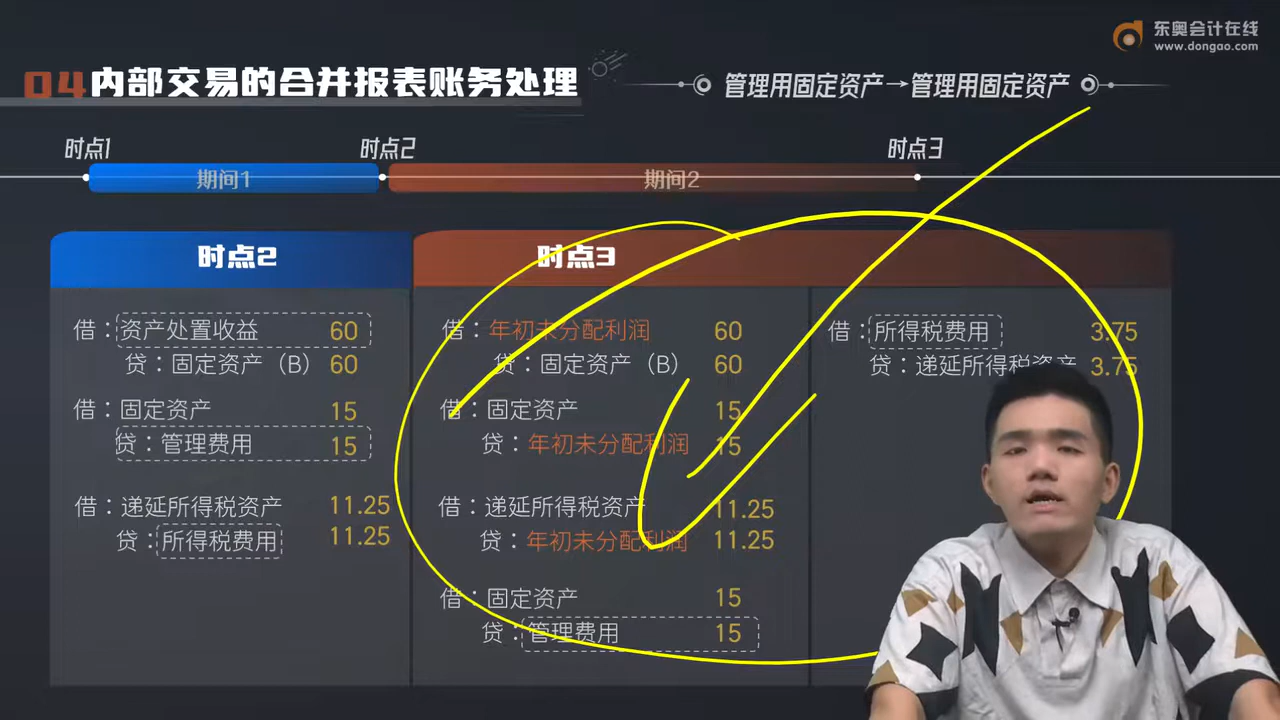 东奥会计在线
www.dongao.com
04内部交易的合并报表账务处理
管理用固定资产→管理用固定资产
时点1
时点2
时点3
期间1
期间2
时点2
借：资产处置收益 60
贷：固定资产（B） 60
借：固定资产 15
贷：管理费用 15
借：递延所得税资产 11.25
贷：所得税费用 11.25
时点3
借：年初未分配利润 60
贷：固定资产（B） 60
借：固定资产 15
贷：年初未分配利润 15
借：递延所得税资产 11.25
贷：年初未分配利润 11.25
借：固定资产 15
贷：管理费用 15
借：所得税费用 3.75
贷：递延所得税资产 3.75